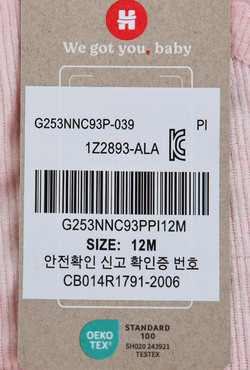 We got you, baby
G253NNC93P-039 PI
1Z2893-ALA
G253NNC93PPI12M
SIZE: 12M
안전확인 신고 확인증 번호
CB014R1791-2006
OEKO
TEX®
STANDARD
100
SH020 243921
TESTEX